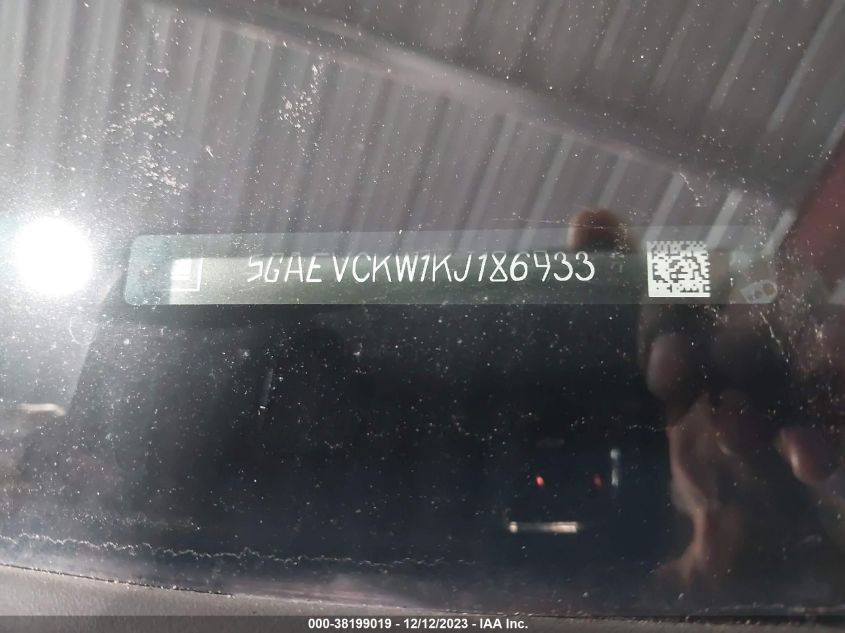 5GAEVCKW1KJ186433
000-38199019 - 12/12/2023 - IAA Inc.